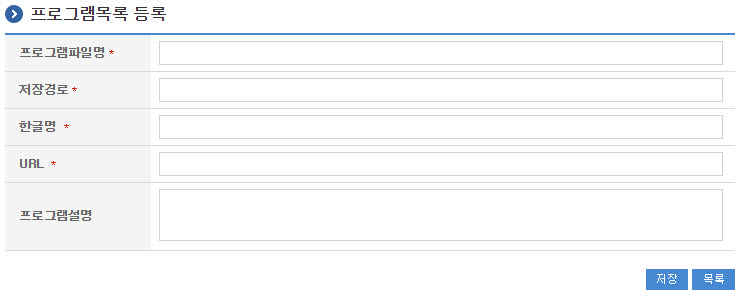 프로그램목록 등록
프로그램파일명 *
저장경로 *
한글명 *
URL *
프로그램설명
저장 목록